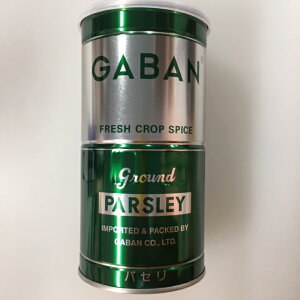 GABAN
FRESH CROP SPICE
Ground
PARSLEY
IMPORTED & PACKED BY
GABAN CO., LTD.
パセリ